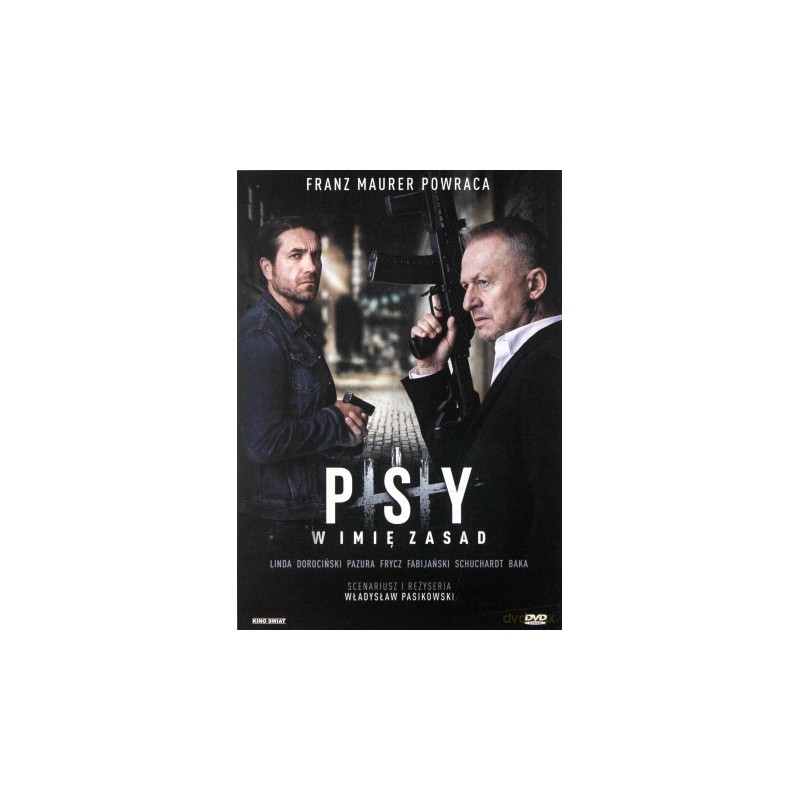 FRANZ MAURER POWRACA
PSY
W IMIĘ ZASAD
LINDA DOROCIŃSKI PAZURA FRYCZ FABIJAŃSKI SCHUCHARDT BAKA
SCENARIUSZ I REŻYSERIA
WŁADYSŁAW PASIKOWSKI
KINO ŚWIAT
DVD